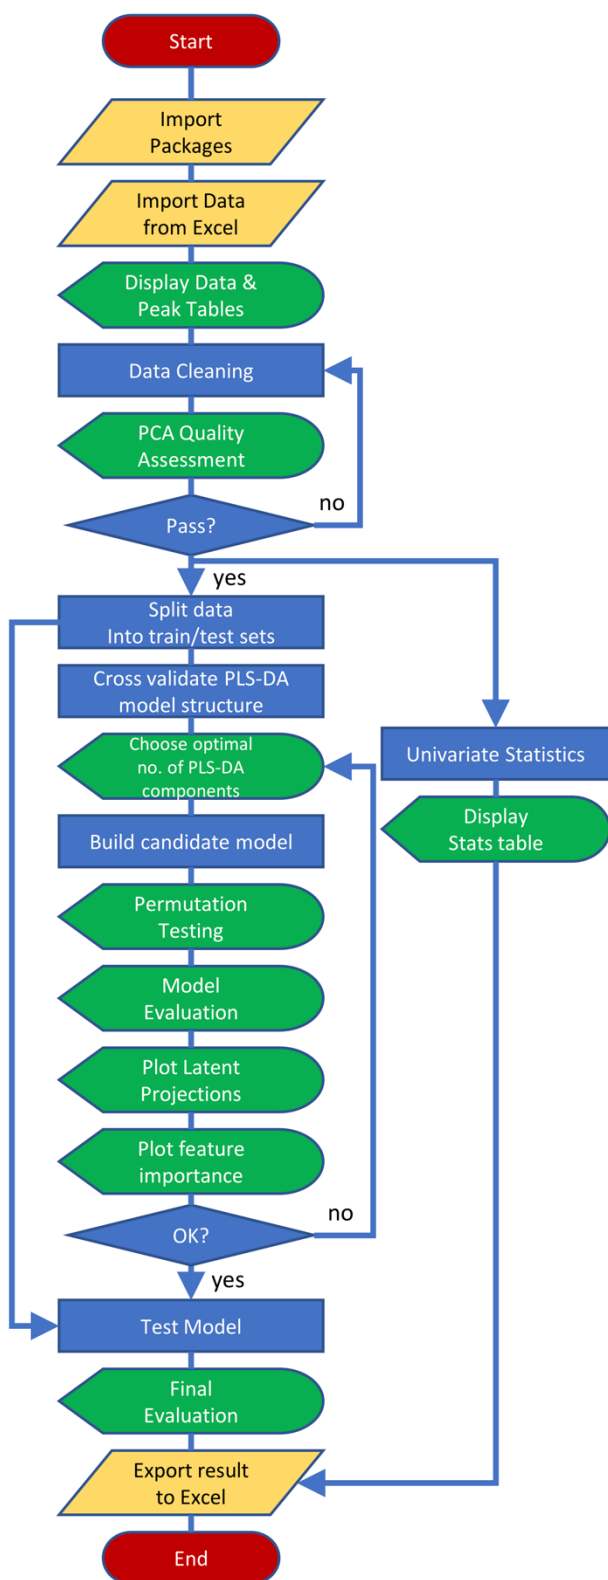 Start
Import
Packages
Import Data
from Excel
Display Data &
Peak Tables
Data Cleaning
PCA Quality
Assessment
no
Pass?
yes
Split data
Into train/test sets
Cross validate PLS-DA
model structure
Choose optimal
no. of PLS-DA
components
Univariate Statistics
Display
Stats table
Build candidate model
Permutation
Testing
Model
Evaluation
Plot Latent
Projections
Plot feature
importance
no
OK?
yes
Test Model
Final
Evaluation
Export result
to Excel
End